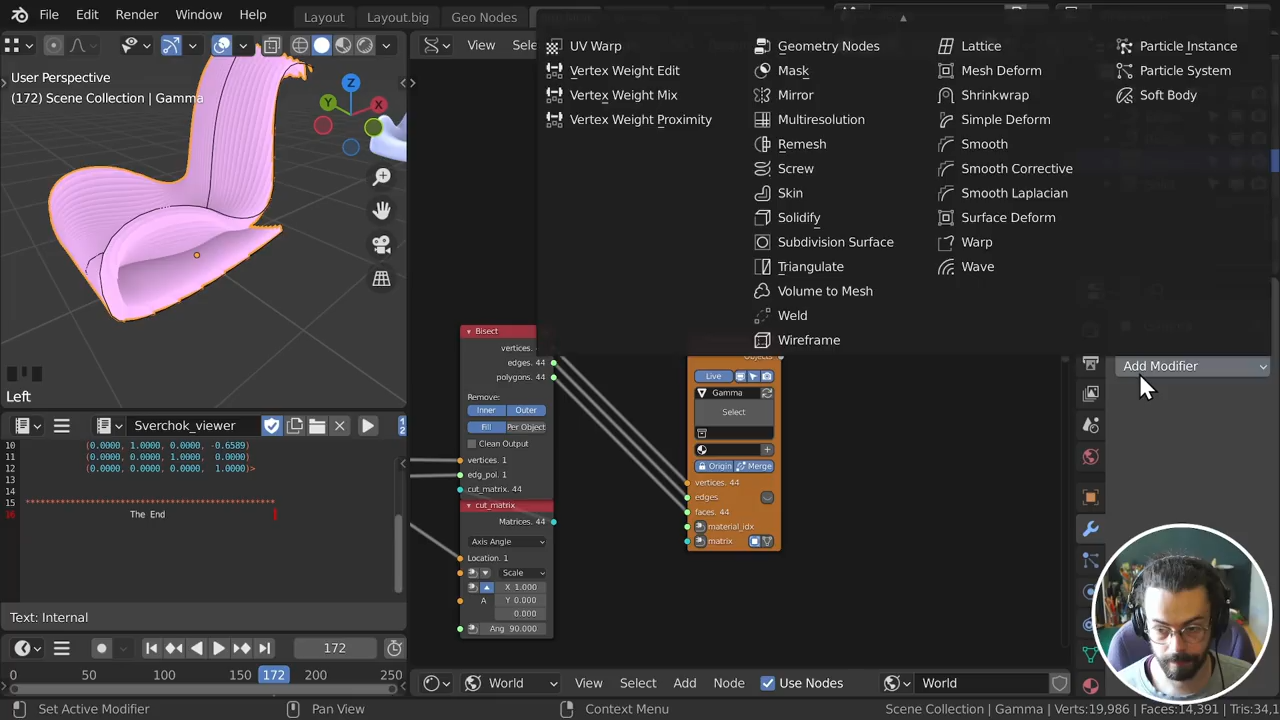 File Edit Render Window Help Layout Layout.big Geo Nodes
View
User Perspective
(172) Scene Collection | Gamma
Z
Y
X
Left
UV Warp
Vertex Weight Edit
Vertex Weight Mix
Vertex Weight Proximity
Geometry Nodes
Mask
Mirror
Multiresolution
Remesh
Screw
Skin
Solidify
Subdivision Surface
Triangulate
Volume to Mesh
Weld
Wireframe
Lattice
Mesh Deform
Shrinkwrap
Simple Deform
Smooth
Smooth Corrective
Smooth Laplacian
Surface Deform
Warp
Wave
Particle Instance
Particle System
Soft Body
Add Modifier
Bisect
vertices.
edges. 44
polygons. 44
Remove:
Inner Outer
Fill Per Object
Clean Output
vertices. 1
edg_pol. 1
cut_matrix. 44
cut_matrix
Matrices. 44
Axis Angle
Location. 1
Scale
X 1.000
A Y 0.000
0.000
Ang 90.000
Objects
Live
Gamma
Select
Origin Merge
vertices. 44
edges
faces. 44
material_idx
matrix
Sverchok_viewer
10 (0.0000, 1.0000, 0.0000, -0.6589)
11 (0.0000, 0.0000, 1.0000, 0.0000)
12 (0.0000, 0.0000, 0.0000, 1.0000)>
13
14
15 **************************************************
16 The End
Text: Internal
172
0 50 100 150 172 200 250
World View Select Add Node Use Nodes World
Set Active Modifier Pan View Context Menu Scene Collection | Gamma | Verts:19,986 | Faces:14,391 | Tris:34,1